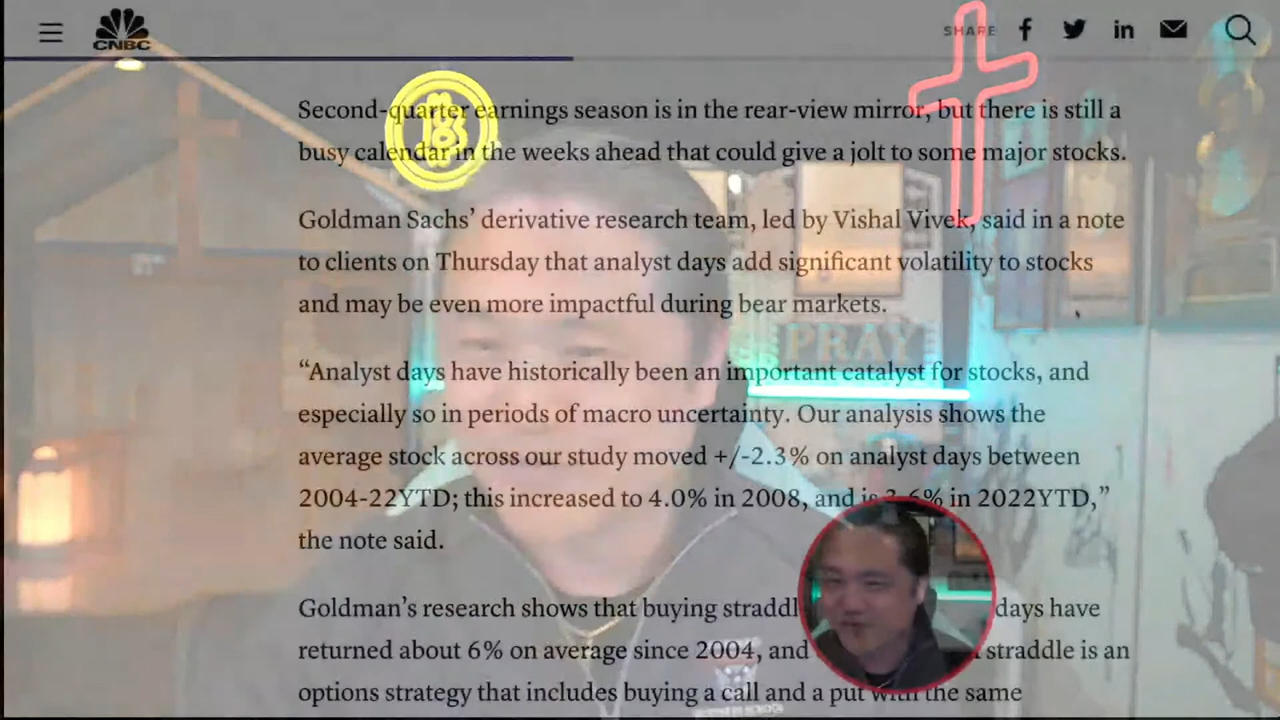 CNBC
SHARE
Second-quarter earnings season is in the rear-view mirror, but there is still a
busy calendar in the weeks ahead that could give a jolt to some major stocks.
Goldman Sachs’ derivative research team, led by Vishal Vivek, said in a note
to clients on Thursday that analyst days add significant volatility to stocks
and may be even more impactful during bear markets.
PRAY
“Analyst days have historically been an important catalyst for stocks, and
especially so in periods of macro uncertainty. Our analysis shows the
average stock across our study moved +/-2.3% on analyst days between
2004-22YTD; this increased to 4.0% in 2008, and is 3.6% in 2022YTD,”
the note said.
Goldman’s research shows that buying days have
returned about 6% on average since 2004, and straddle is an
options strategy that includes buying a call and a put with the same